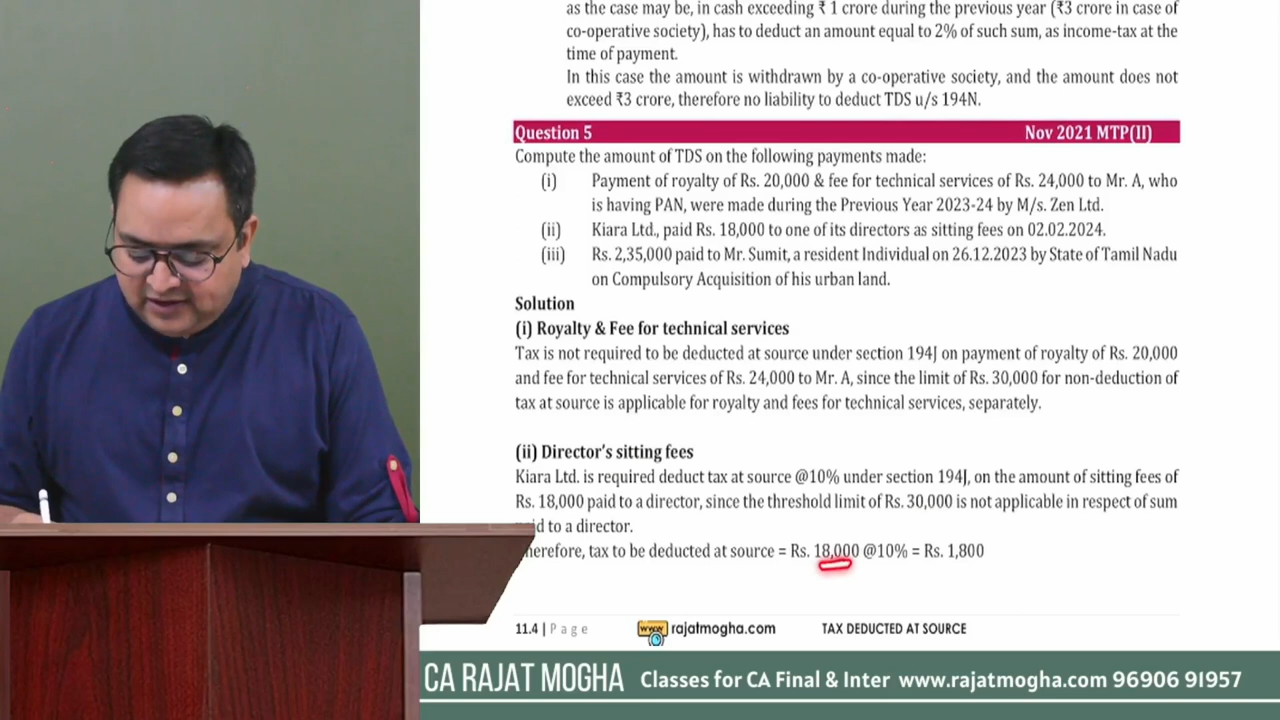 as the case may be, in cash exceeding ₹ 1 crore during the previous year (₹3 crore in case of
co-operative society), has to deduct an amount equal to 2% of such sum, as income-tax at the
time of payment.
In this case the amount is withdrawn by a co-operative society, and the amount does not
exceed ₹3 crore, therefore no liability to deduct TDS u/s 194N.
Question 5 Nov 2021 MTP(II)
Compute the amount of TDS on the following payments made:
(i) Payment of royalty of Rs. 20,000 & fee for technical services of Rs. 24,000 to Mr. A, who
is having PAN, were made during the Previous Year 2023-24 by M/s. Zen Ltd.
(ii) Kiara Ltd., paid Rs. 18,000 to one of its directors as sitting fees on 02.02.2024.
(iii) Rs. 2,35,000 paid to Mr. Sumit, a resident Individual on 26.12.2023 by State of Tamil Nadu
on Compulsory Acquisition of his urban land.
Solution
(i) Royalty & Fee for technical services
Tax is not required to be deducted at source under section 194J on payment of royalty of Rs. 20,000
and fee for technical services of Rs. 24,000 to Mr. A, since the limit of Rs. 30,000 for non-deduction of
tax at source is applicable for royalty and fees for technical services, separately.
(ii) Director's sitting fees
Kiara Ltd. is required deduct tax at source @10% under section 194J, on the amount of sitting fees of
Rs. 18,000 paid to a director, since the threshold limit of Rs. 30,000 is not applicable in respect of sum
id to a director.
herefore, tax to be deducted at source = Rs. 18,000 @10% = Rs. 1,800
11.4 | Page www rajatmogha.com TAX DEDUCTED AT SOURCE
CA RAJAT MOGHA Classes for CA Final & Inter www.rajatmogha.com 96906 91957